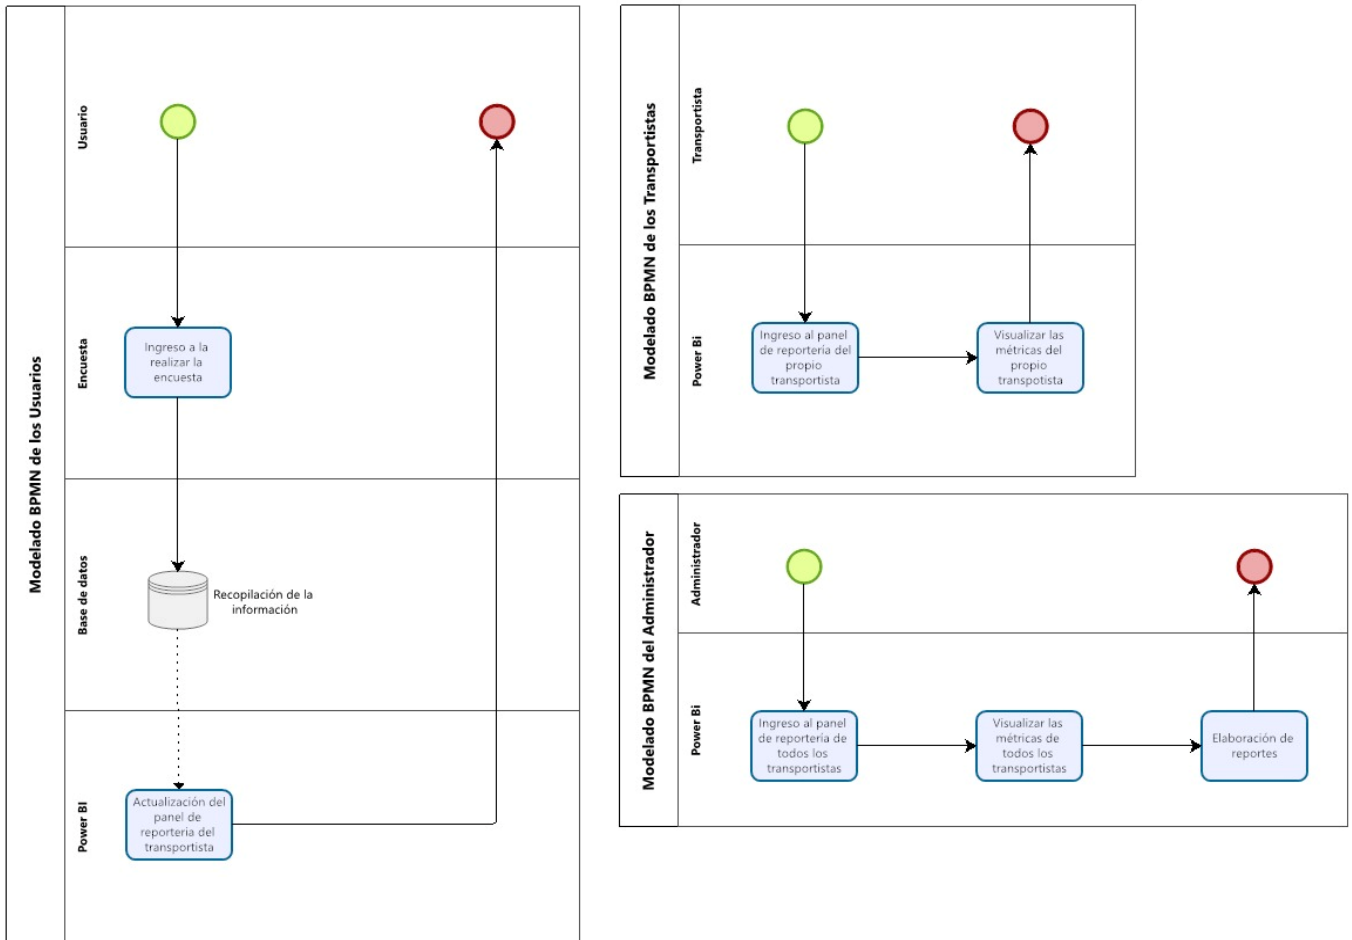 Modelado BPMN de los Usuarios
Usuario
Encuesta
Ingreso a la
realizar la
encuesta
Base de datos
Recopilación de la
información
Power BI
Actualización del
panel de
reporteria del
transportista
Modelado BPMN de los Transportistas
Transportista
Power Bi
Ingreso al panel
de reportería del
propio
transportista
Visualizar las
métricas del
propio
transpotista
Modelado BPMN del Administrador
Administrador
Power Bi
Ingreso al panel
de reportería de
todos los
transportistas
Visualizar las
métricas de
todos los
transportistas
Elaboración de
reportes